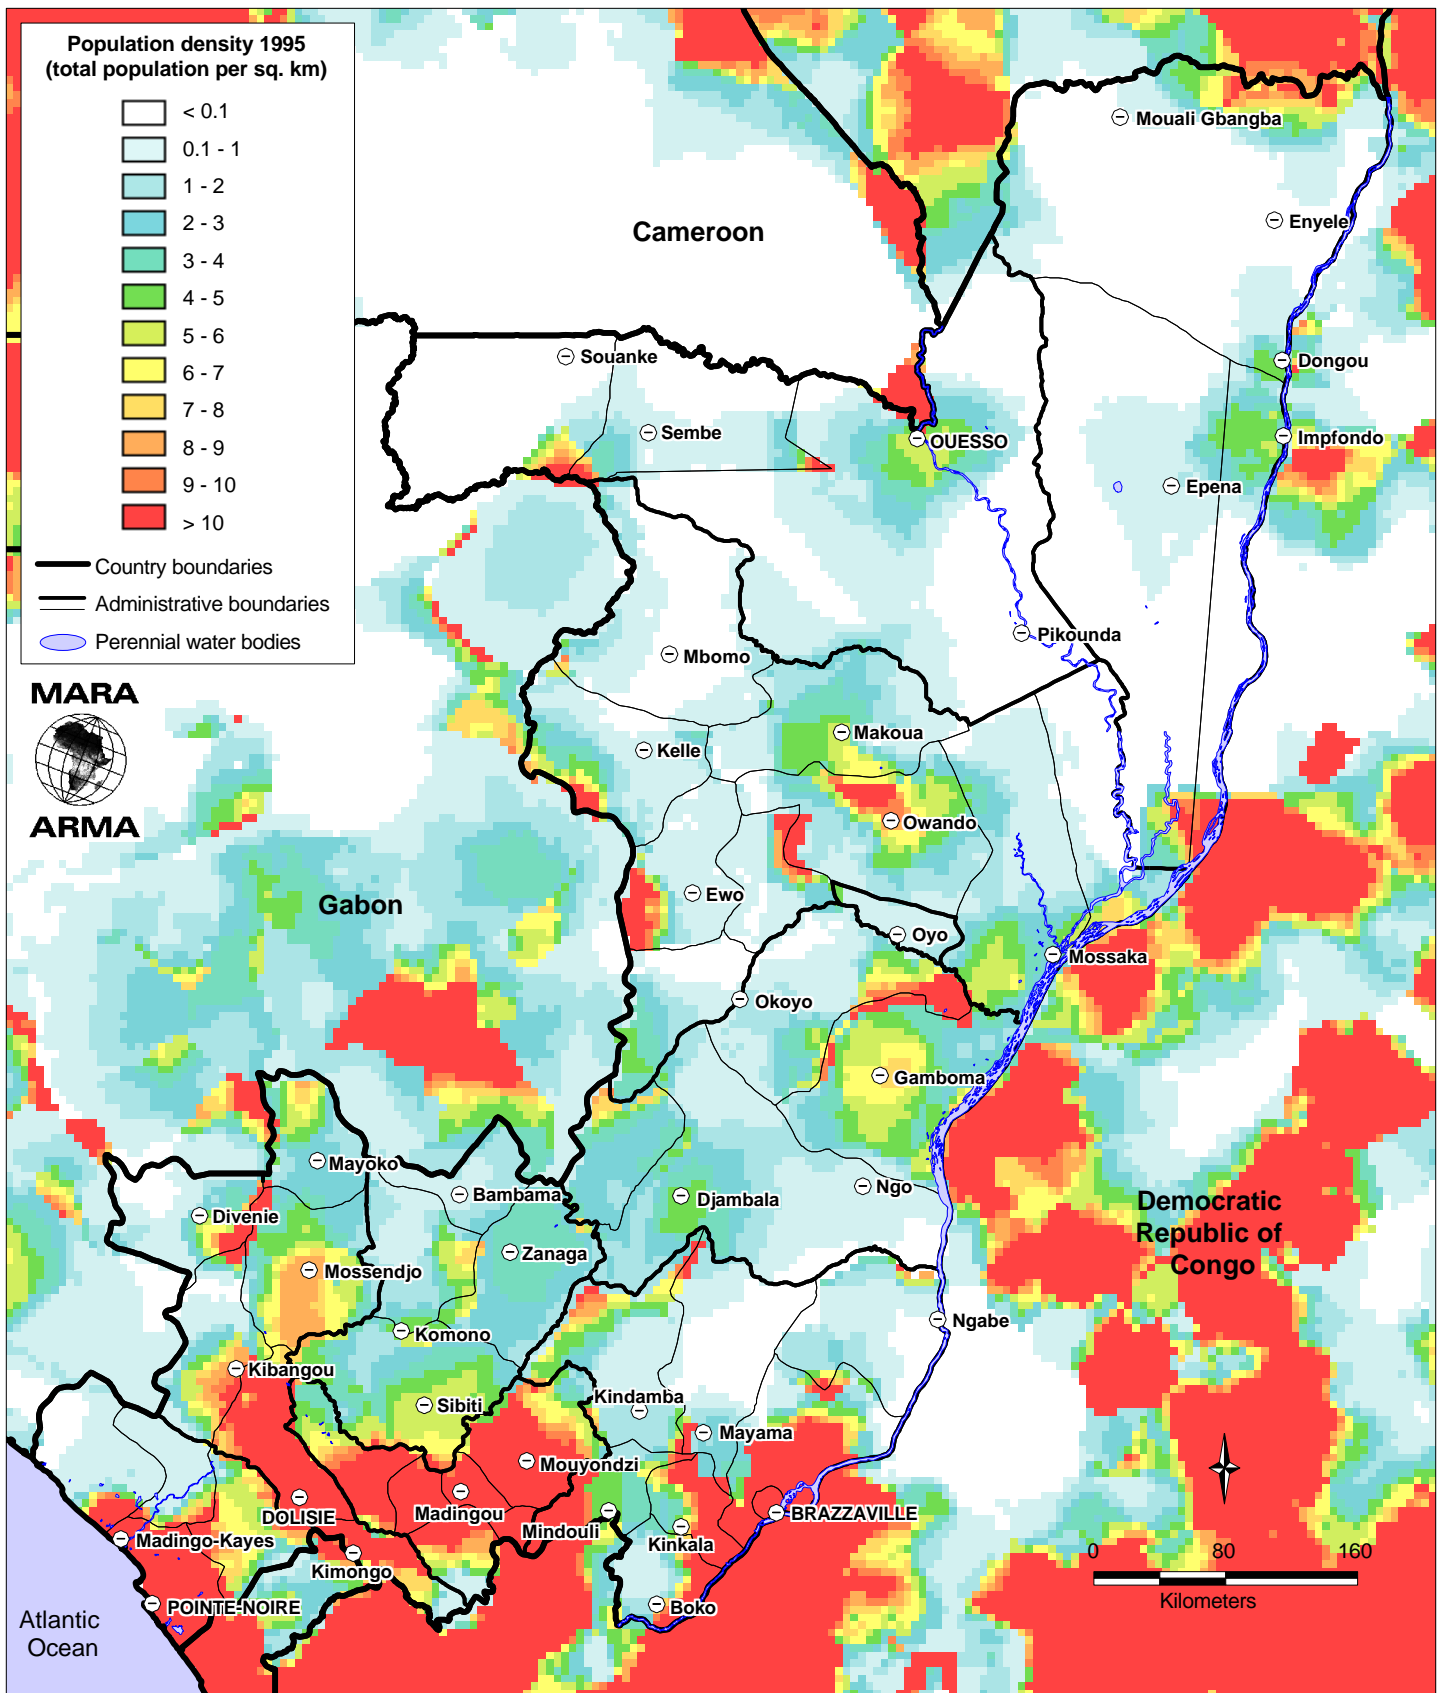 Population density 1995
(total population per sq. km)
< 0.1
0.1 - 1
1 - 2
2 - 3
3 - 4
4 - 5
5 - 6
6 - 7
7 - 8
8 - 9
9 - 10
> 10
Country boundaries
Administrative boundaries
Perennial water bodies
MARA
ARMA
Mouali Gbangba
Enyele
Cameroon
Souanke
Dongou
Sembe
OUESSO
Impfondo
Epena
Pikounda
Mbomo
Makoua
Kelle
Owando
Gabon
Ewo
Oyo
Mossaka
Okoyo
Gamboma
Mayoko
Bambama
Djambala
Ngo
Divenie
Democratic
Republic of
Congo
Zanaga
Mossendjo
Ngabe
Komono
Kibangou
Kindamba
Sibiti
Mayama
Mouyondzi
Madingou
DOLISIE
BRAZZAVILLE
Mindouli
Kinkala
Madingo-Kayes
Kimongo
0 80 160
Kilometers
POINTE-NOIRE
Boko
Atlantic
Ocean